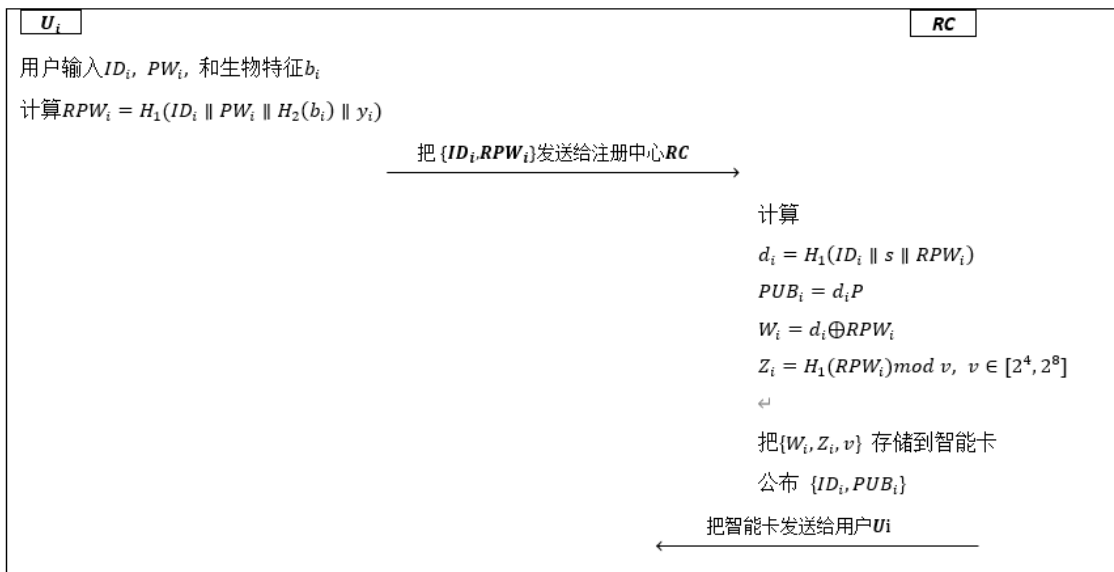 U_i
RC
用户输入ID_i, PW_i, 和生物特征b_i
计算RPW_i = H_1(ID_i ∥ PW_i ∥ H_2(b_i) ∥ y_i)
把 {ID_i,RPW_i}发送给注册中心RC
计算
d_i = H_1(ID_i ∥ s ∥ RPW_i)
PUB_i = d_iP
W_i = d_i⊕RPW_i
Z_i = H_1(RPW_i)mod v, v ∈ [2^4, 2^8]
↵
把{W_i, Z_i, v} 存储到智能卡
公布 {ID_i, PUB_i}
把智能卡发送给用户Ui